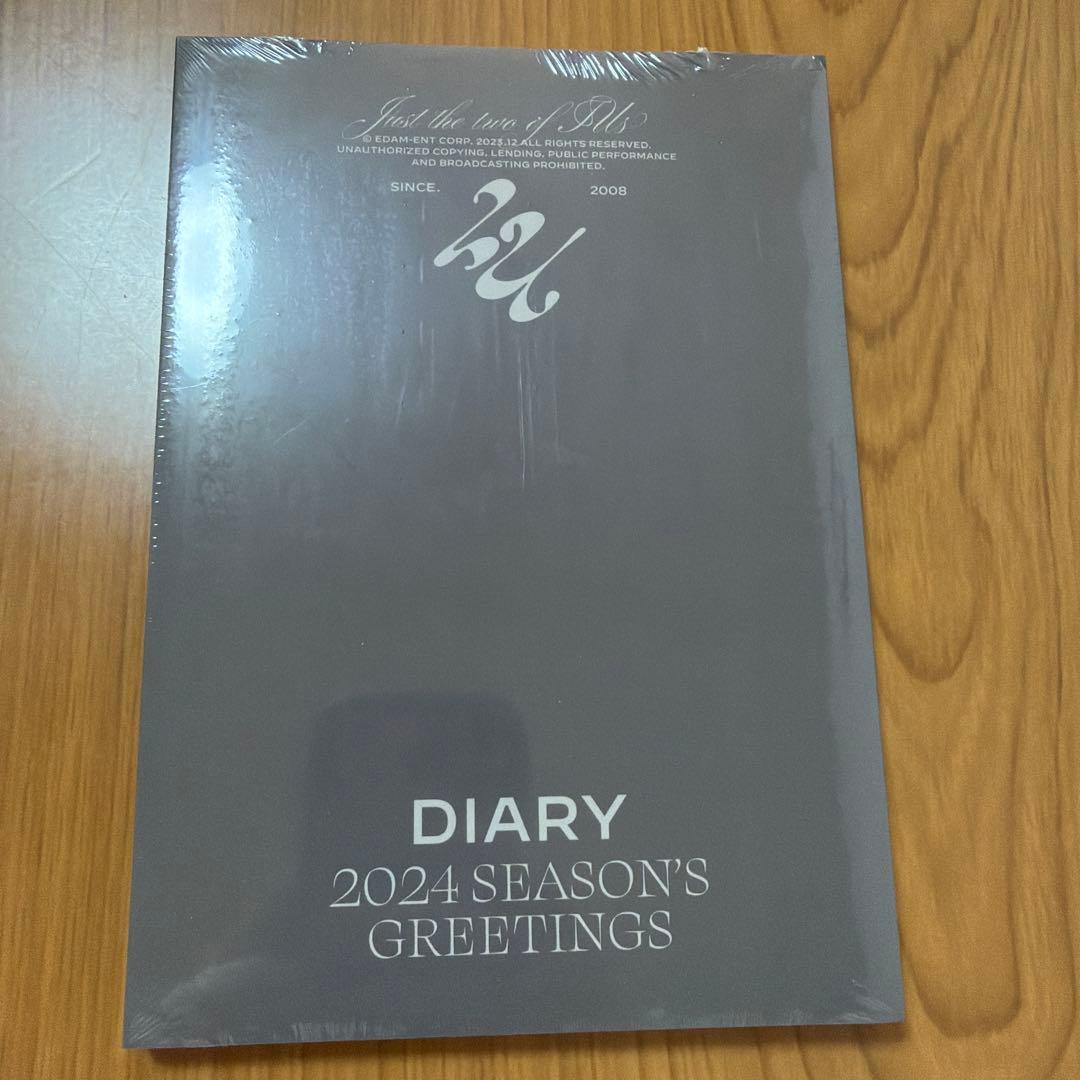 Just the two of Us
© EDAM-ENT CORP. 2023.12 ALL RIGHTS RESERVED.
UNAUTHORIZED COPYING, LENDING, PUBLIC PERFORMANCE
AND BROADCASTING PROHIBITED.
SINCE. 2008
IU
DIARY
2024 SEASON'S
GREETINGS